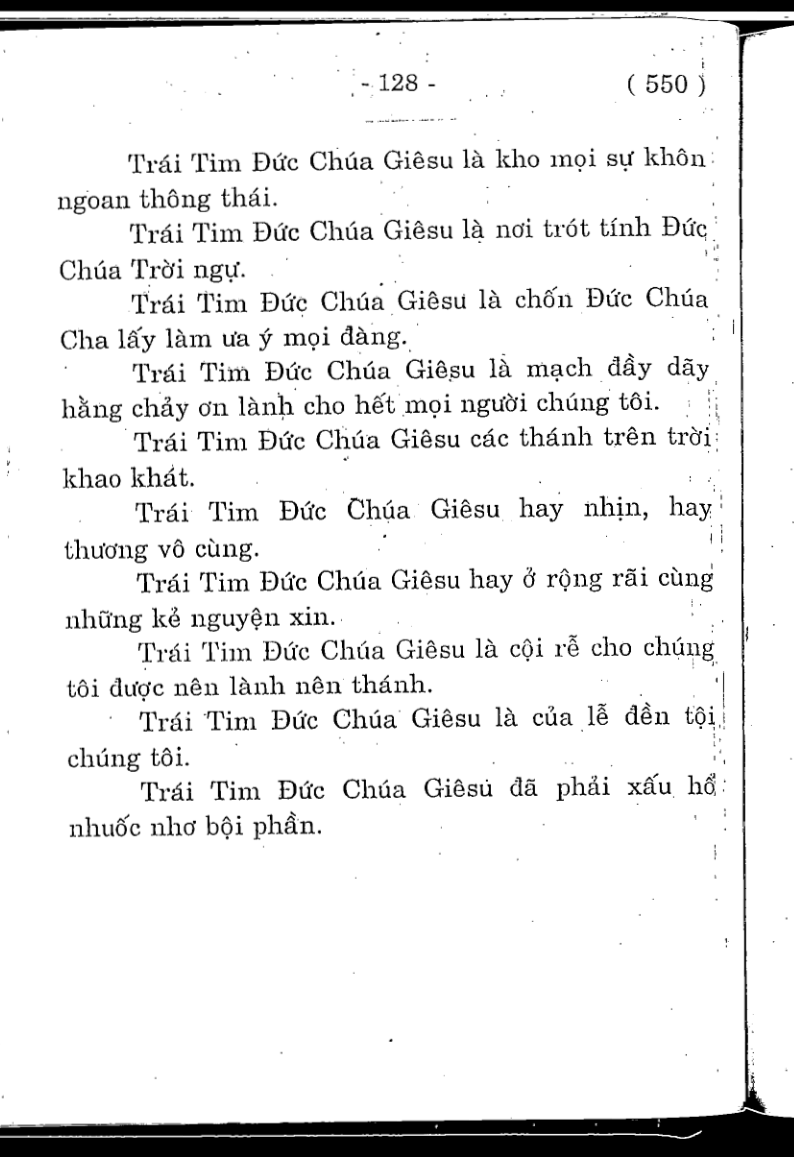 - 128 - ( 550 )
Trái Tim Đức Chúa Giêsu là kho mọi sự khôn
ngoan thông thái.
Trái Tim Đức Chúa Giêsu là nơi trót tính Đức
Chúa Trời ngự.
Trái Tim Đức Chúa Giêsu là chốn Đức Chúa
Cha lấy làm ưa ý mọi đàng.
Trái Tim Đức Chúa Giêsu là mạch đầy dãy
hằng chảy ơn lành cho hết mọi người chúng tôi.
Trái Tim Đức Chúa Giêsu các thánh trên trời
khao khát.
Trái Tim Đức Chúa Giêsu hay nhịn, hay
thương vô cùng.
Trái Tim Đức Chúa Giêsu hay ở rộng rãi cùng
những kẻ nguyện xin.
Trái Tim Đức Chúa Giêsu là cội rễ cho chúng
tôi được nên lành nên thánh.
Trái Tim Đức Chúa Giêsu là của lễ đền tội
chúng tôi.
Trái Tim Đức Chúa Giêsu đã phải xấu hổ
nhuốc nhơ bội phần.